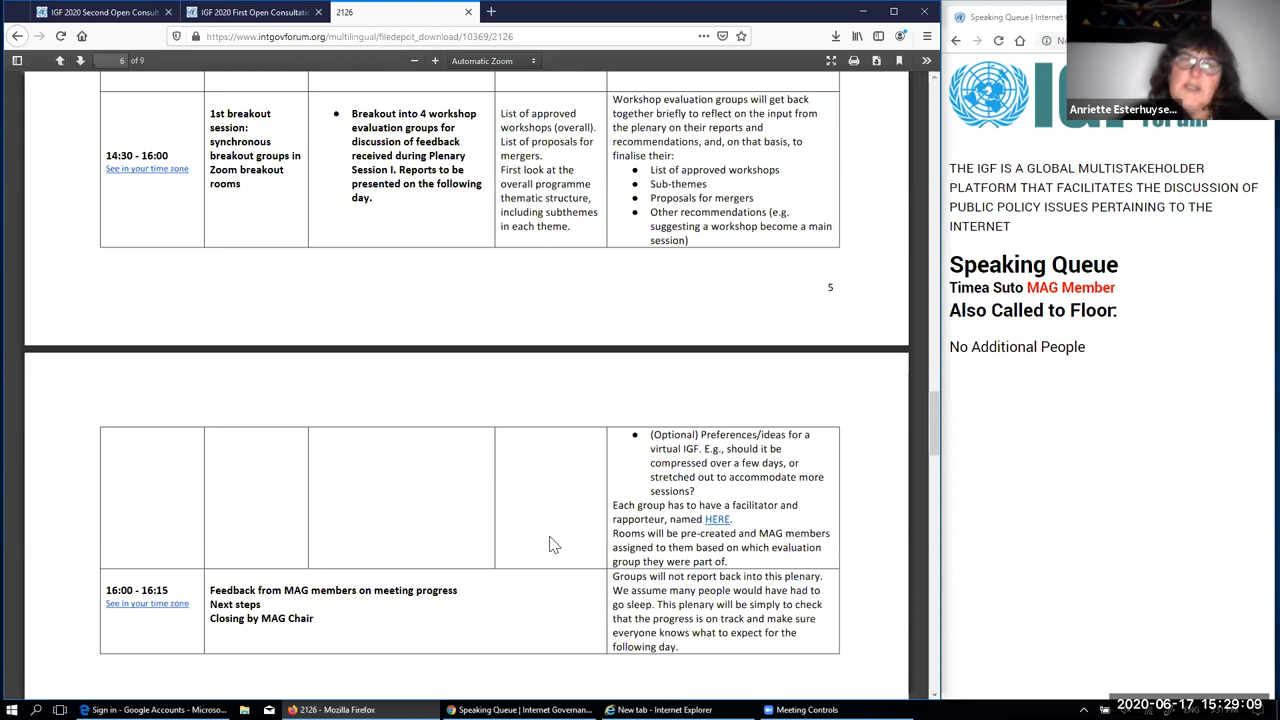 IGF 2020 Second Open Consult
IGF 2020 First Open Consultatio
2126
https://www.intgovforum.org/multilingual/filedepot_download/10369/2126
6 of 9
Automatic Zoom
14:30 - 16:00
See in your time zone
1st breakout
session:
synchronous
breakout groups in
Zoom breakout
rooms
● Breakout into 4 workshop
evaluation groups for
discussion of feedback
received during Plenary
Session I. Reports to be
presented on the following
day.
List of approved
workshops (overall).
List of proposals for
mergers.
First look at the
overall programme
thematic structure,
including subthemes
in each theme.
Workshop evaluation groups will get back
together briefly to reflect on the input from
the plenary on their reports and
recommendations, and, on that basis, to
finalise their:
● List of approved workshops
● Sub-themes
● Proposals for mergers
● Other recommendations (e.g.
suggesting a workshop become a main
session)
5
● (Optional) Preferences/ideas for a
virtual IGF. E.g., should it be
compressed over a few days, or
stretched out to accommodate more
sessions?
Each group has to have a facilitator and
rapporteur, named HERE.
Rooms will be pre-created and MAG members
assigned to them based on which evaluation
group they were part of.
16:00 - 16:15
See in your time zone
Feedback from MAG members on meeting progress
Next steps
Closing by MAG Chair
Groups will not report back into this plenary.
We assume many people would have had to
go sleep. This plenary will be simply to check
that the progress is on track and make sure
everyone knows what to expect for the
following day.
Speaking Queue | Internet G
No
Anriette Esterhuyse...
THE IGF IS A GLOBAL MULTISTAKEHOLDER
PLATFORM THAT FACILITATES THE DISCUSSION OF
PUBLIC POLICY ISSUES PERTAINING TO THE
INTERNET
Speaking Queue
Timea Suto MAG Member
Also Called to Floor:
No Additional People
Sign in - Google Accounts - Microso...
2126 - Mozilla Firefox
Speaking Queue | Internet Governan...
New tab - Internet Explorer
Meeting Controls
2020-06-17 15:29:09